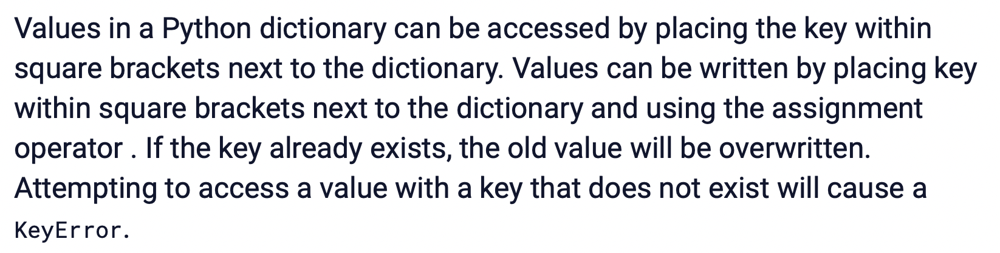 Values in a Python dictionary can be accessed by placing the key within
square brackets next to the dictionary. Values can be written by placing key
within square brackets next to the dictionary and using the assignment
operator . If the key already exists, the old value will be overwritten.
Attempting to access a value with a key that does not exist will cause a
KeyError.